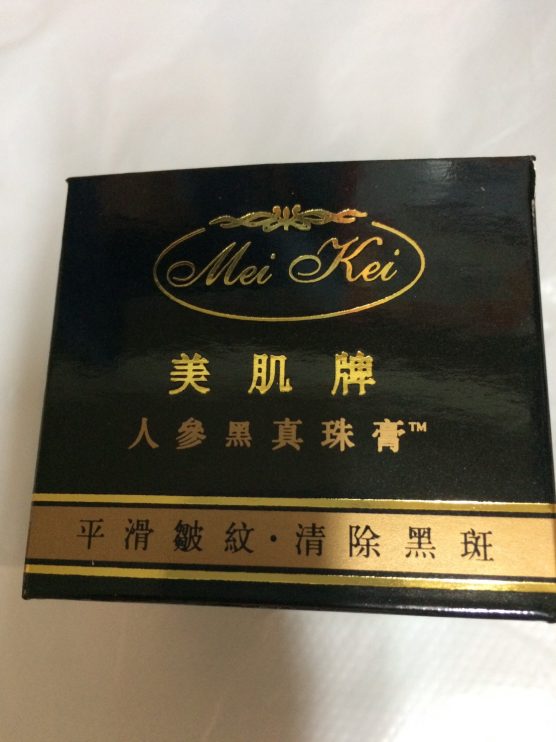 Mei Kei
美肌牌
人參黑真珠膏™
平滑皺紋·清除黑斑